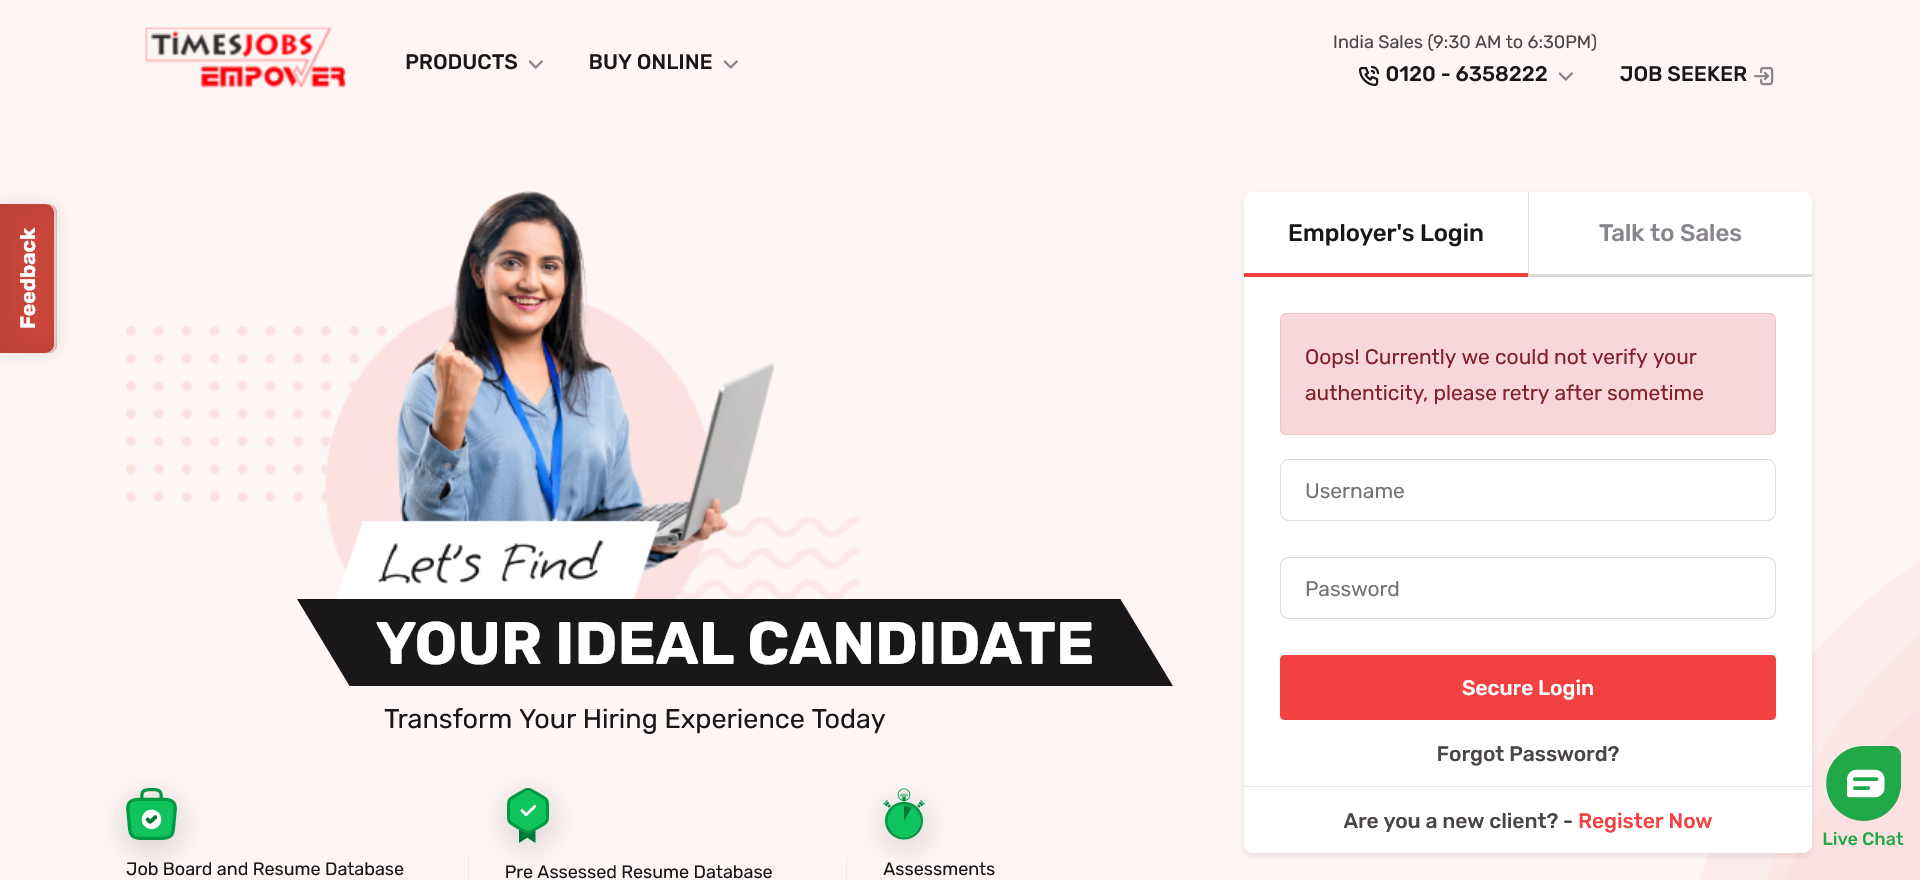 TiMESJOBS
EMPOWER
PRODUCTS
BUY ONLINE
India Sales (9:30 AM to 6:30PM)
0120 - 6358222
JOB SEEKER
Feedback
Let's Find
YOUR IDEAL CANDIDATE
Transform Your Hiring Experience Today
Job Board and Resume Database
Pre Assessed Resume Database
Assessments
Employer's Login
Talk to Sales
Oops! Currently we could not verify your
authenticity, please retry after sometime
Username
Password
Secure Login
Forgot Password?
Are you a new client? - Register Now
Live Chat